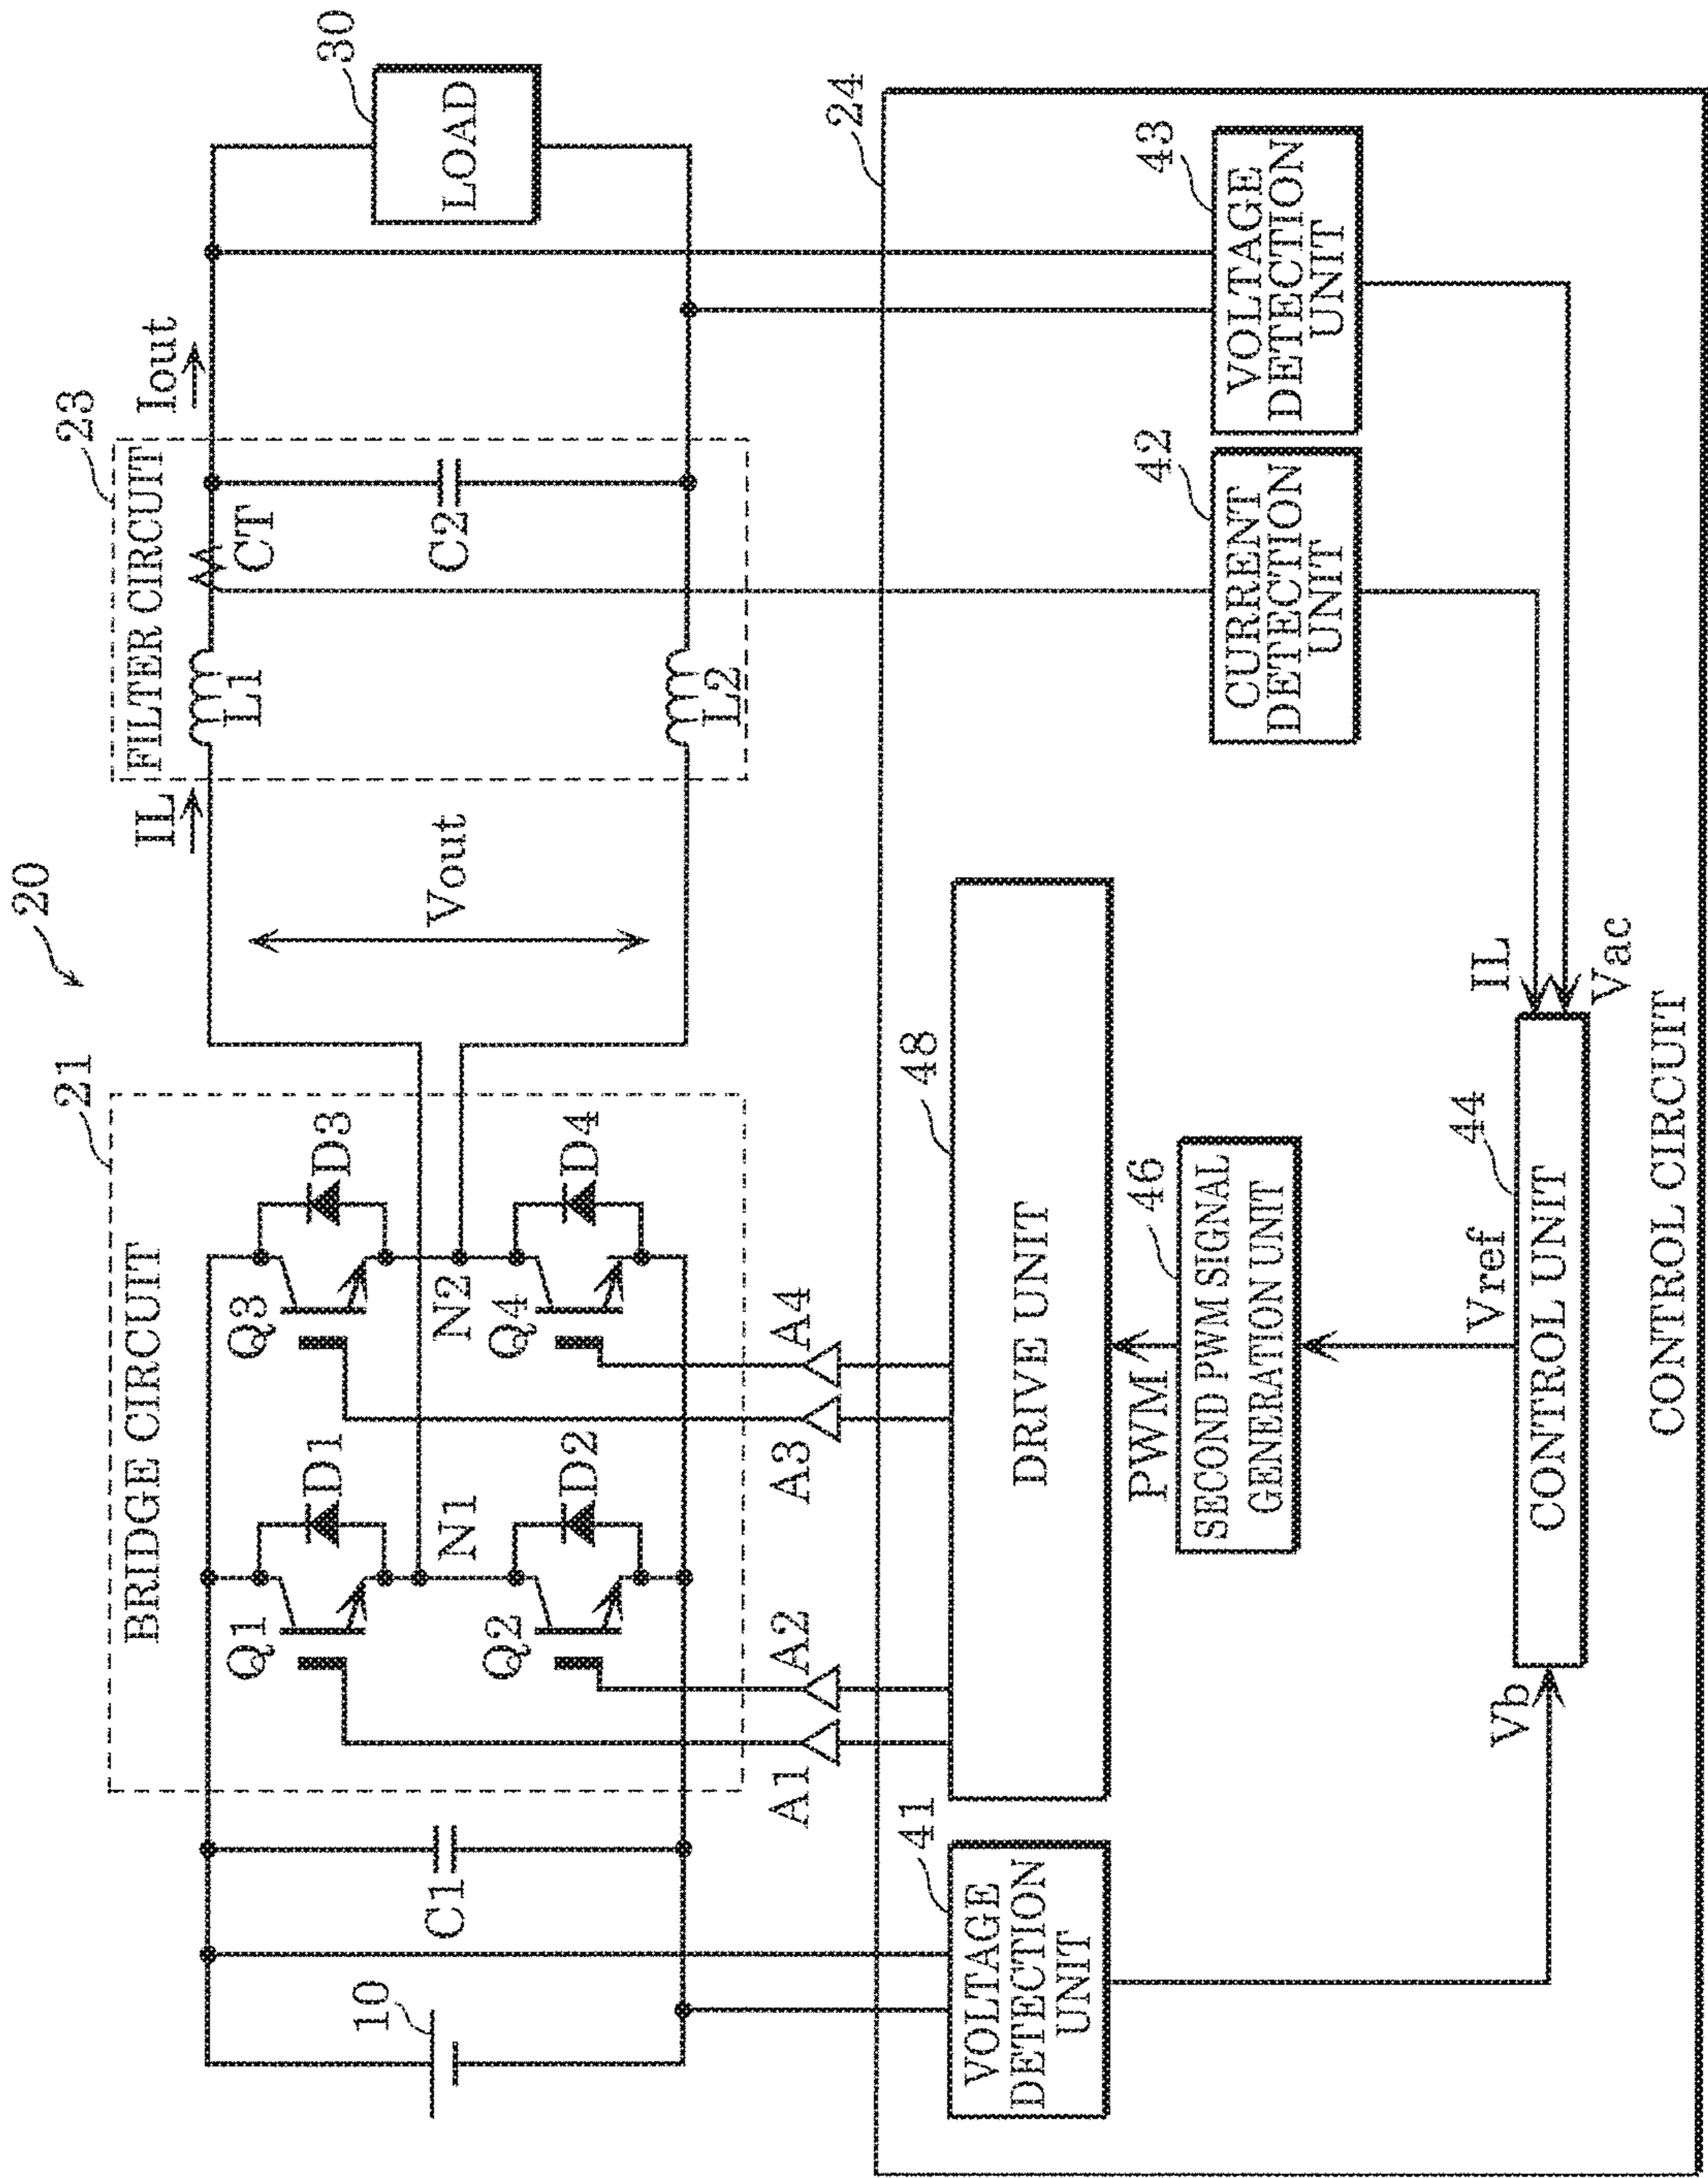 20
21
BRIDGE CIRCUIT
23
FILTER CIRCUIT
IL
Iout
30
LOAD
10
C1
Q1
D1
Q3
D3
N1
N2
Q2
D2
Q4
D4
Vout
L1
CT
C2
L2
A1
A2
A3
A4
24
41
VOLTAGE
DETECTION
UNIT
48
DRIVE UNIT
PWM
46
SECOND PWM SIGNAL
GENERATION UNIT
42
CURRENT
DETECTION
UNIT
43
VOLTAGE
DETECTION
UNIT
Vref
IL
Vb
44
CONTROL UNIT
Vac
CONTROL CIRCUIT